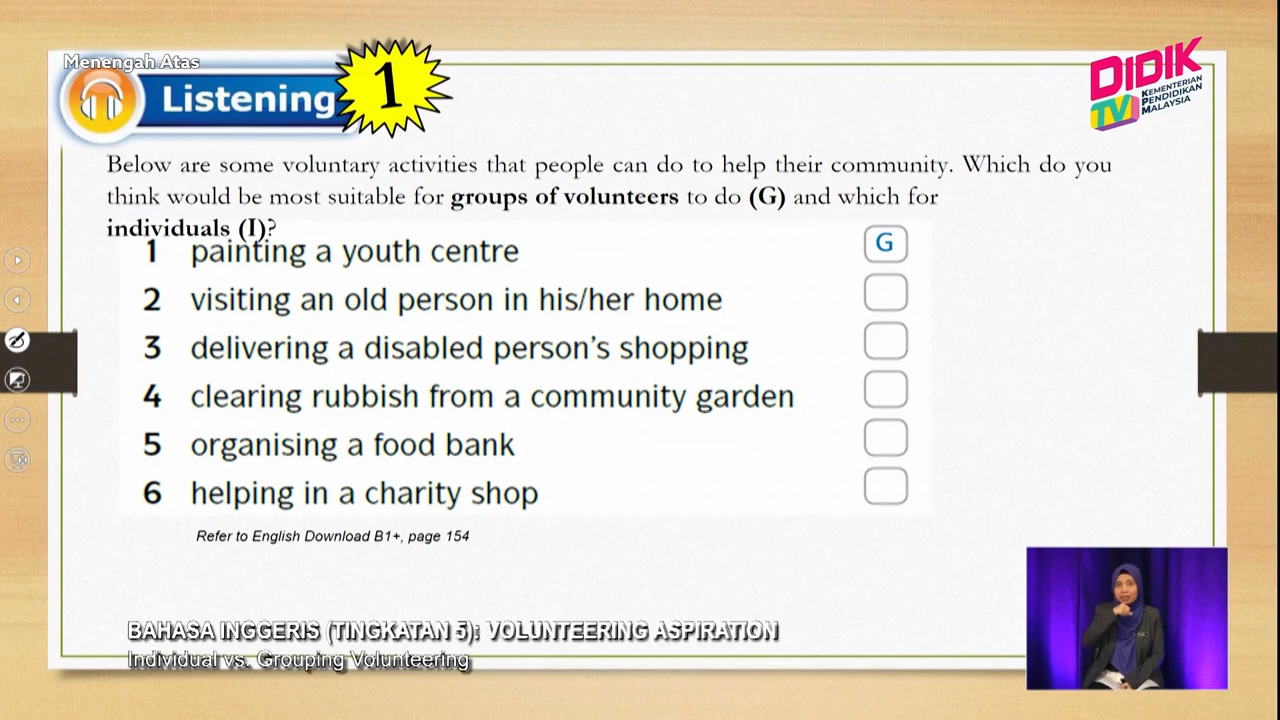 Menengah Atas
Listening 1
DIDIK
TV
KEMENTERIAN
PENDIDIKAN
MALAYSIA
Below are some voluntary activities that people can do to help their community. Which do you
think would be most suitable for groups of volunteers to do (G) and which for
individuals (I)?
1 painting a youth centre G
2 visiting an old person in his/her home
3 delivering a disabled person's shopping
4 clearing rubbish from a community garden
5 organising a food bank
6 helping in a charity shop
Refer to English Download B1+, page 154
BAHASA INGGERIS (TINGKATAN 5): VOLUNTEERING ASPIRATION
Individual vs. Grouping Volunteering